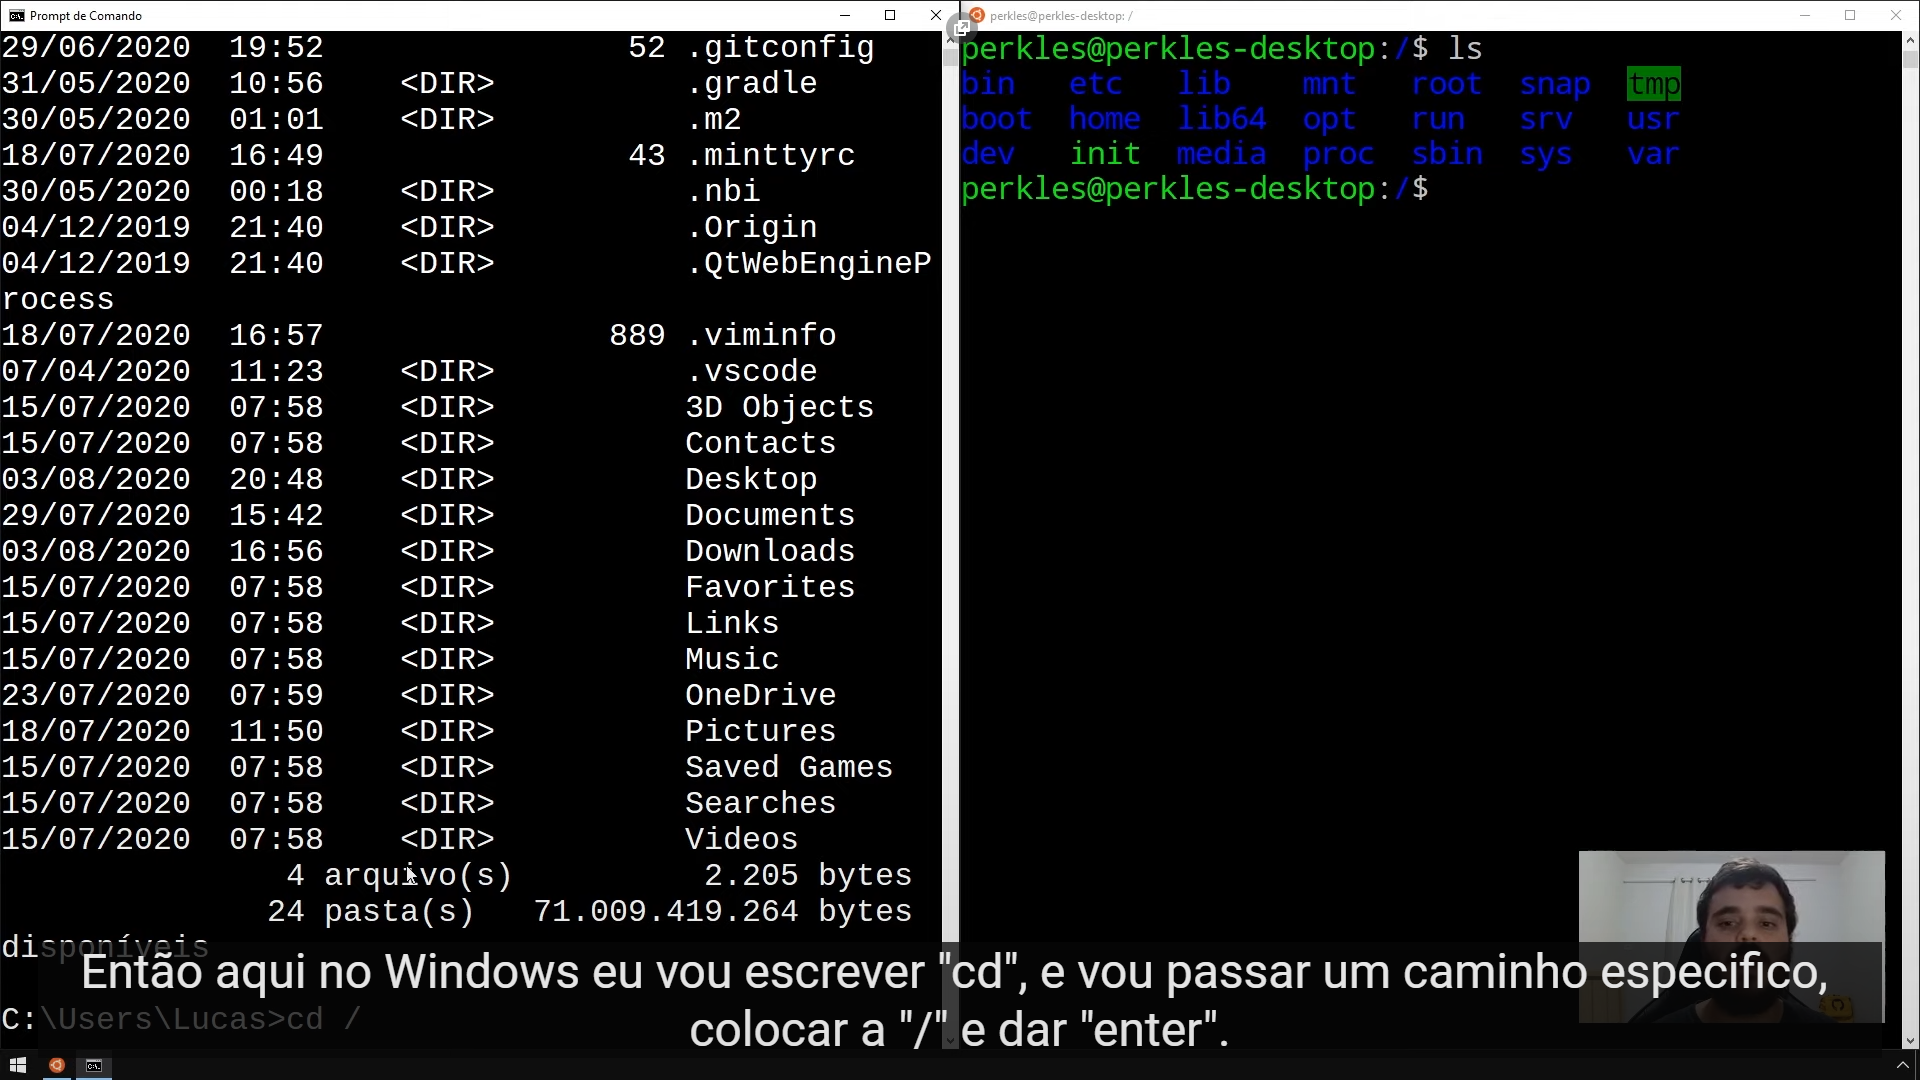 Prompt de Comando
29/06/2020  19:52                52 .gitconfig
31/05/2020  10:56    <DIR>          .gradle
30/05/2020  01:01    <DIR>          .m2
18/07/2020  16:49                43 .minttyrc
30/05/2020  00:18    <DIR>          .nbi
04/12/2019  21:40    <DIR>          .Origin
04/12/2019  21:40    <DIR>          .QtWebEngineP
rocess
18/07/2020  16:57               889 .viminfo
07/04/2020  11:23    <DIR>          .vscode
15/07/2020  07:58    <DIR>          3D Objects
15/07/2020  07:58    <DIR>          Contacts
03/08/2020  20:48    <DIR>          Desktop
29/07/2020  15:42    <DIR>          Documents
03/08/2020  16:56    <DIR>          Downloads
15/07/2020  07:58    <DIR>          Favorites
15/07/2020  07:58    <DIR>          Links
15/07/2020  07:58    <DIR>          Music
23/07/2020  07:59    <DIR>          OneDrive
18/07/2020  11:50    <DIR>          Pictures
15/07/2020  07:58    <DIR>          Saved Games
15/07/2020  07:58    <DIR>          Searches
15/07/2020  07:58    <DIR>          Videos
4 arquivo(s)          2.205 bytes
24 pasta(s)   71.009.419.264 bytes
disponíveis
C:\Users\Lucas>cd /
perkles@perkles-desktop: /
perkles@perkles-desktop:/$ ls
bin   etc   lib    mnt   root  snap  tmp
boot  home  lib64  opt   run   srv   usr
dev   init  media  proc  sbin  sys   var
perkles@perkles-desktop:/$
Então aqui no Windows eu vou escrever "cd", e vou passar um caminho especifico,
colocar a "/" e dar "enter".